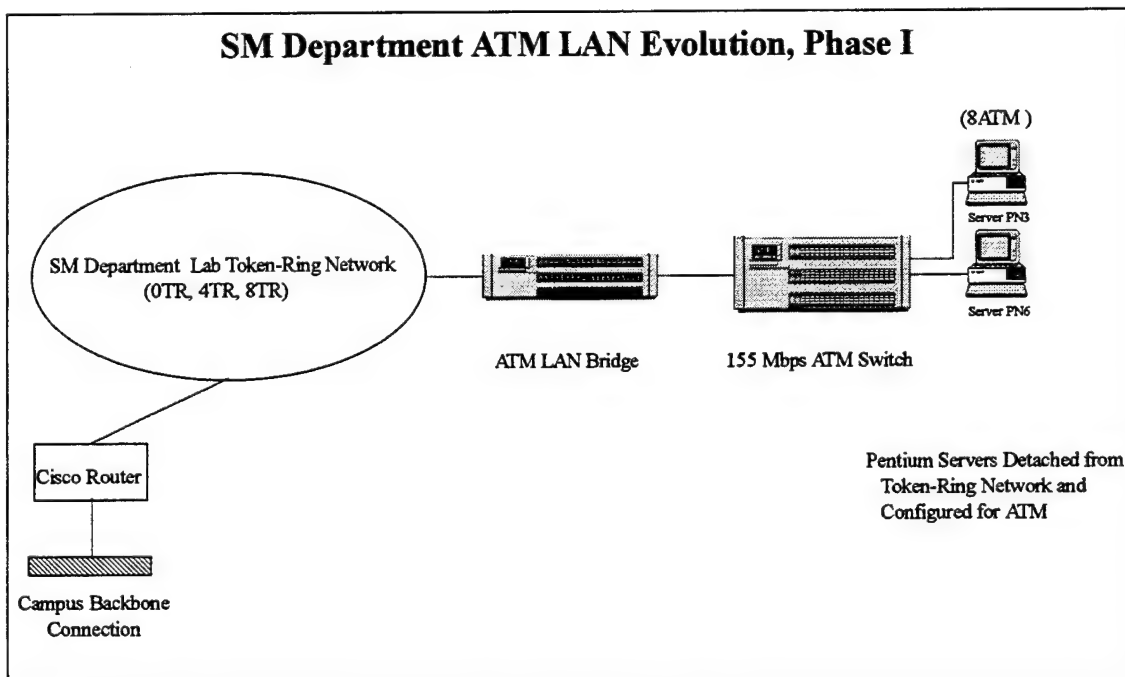 SM Department ATM LAN Evolution, Phase I
(8ATM )
Server PN3
SM Department Lab Token-Ring Network
(0TR, 4TR, 8TR)
Server PN6
ATM LAN Bridge
155 Mbps ATM Switch
Cisco Router
Pentium Servers Detached from
Token-Ring Network and
Configured for ATM
Campus Backbone
Connection